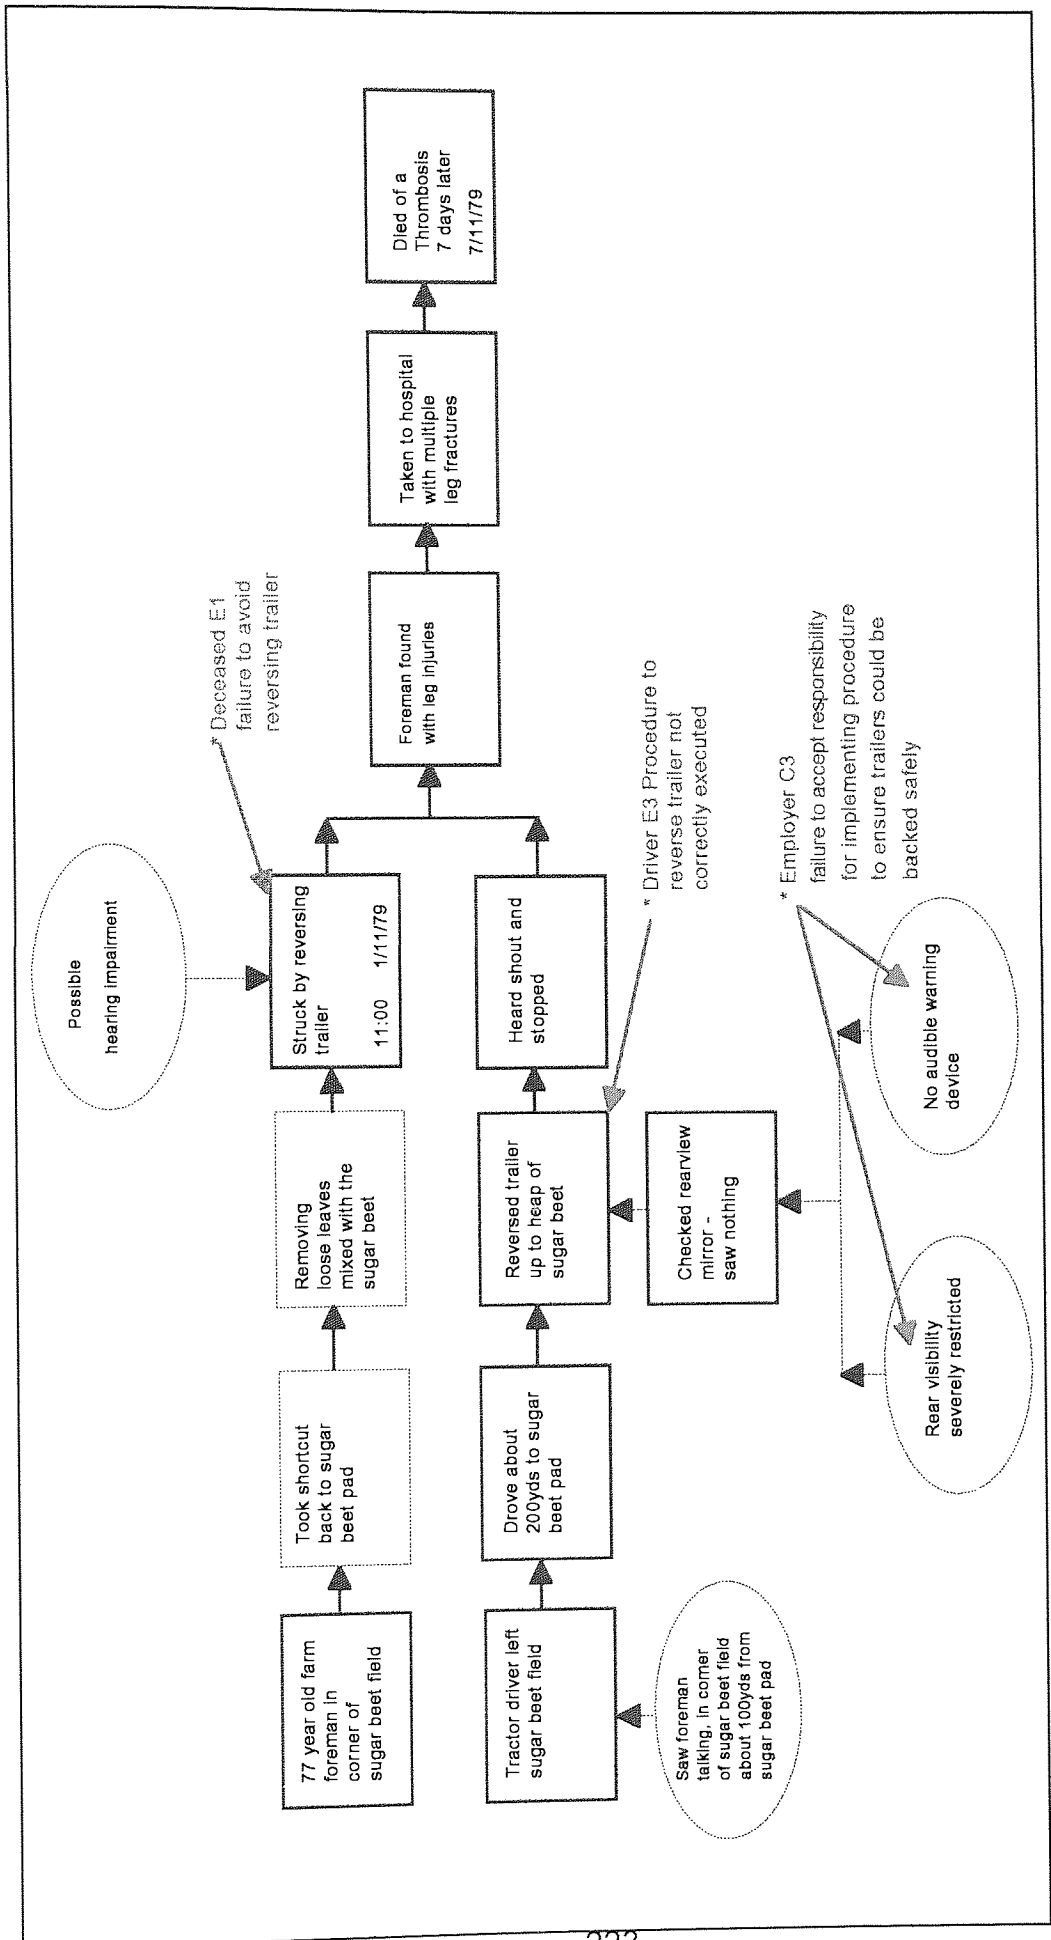 Possible
hearing impairment
* Deceased E1
failure to avoid
reversing trailer
77 year old farm
foreman in
corner of
sugar beet field
Took shortcut
back to sugar
beet pad
Removing
loose leaves
mixed with the
sugar beet
Struck by reversing
trailer
11:00 1/11/79
Foreman found
with leg injuries
Taken to hospital
with multiple
leg fractures
Died of a
Thrombosis
7 days later
7/11/79
Tractor driver left
sugar beet field
Drove about
200yds to sugar
beet pad
Reversed trailer
up to heap of
sugar beet
Heard shout and
stopped
* Driver E3 Procedure to
reverse trailer not
correctly executed
Saw foreman
talking, in corner
of sugar beet field
about 100yds from
sugar beet pad
Checked rearview
mirror -
saw nothing
* Employer C3
failure to accept responsibility
for implementing procedure
to ensure trailers could be
backed safely
Rear visibility
severely restricted
No audible warning
device